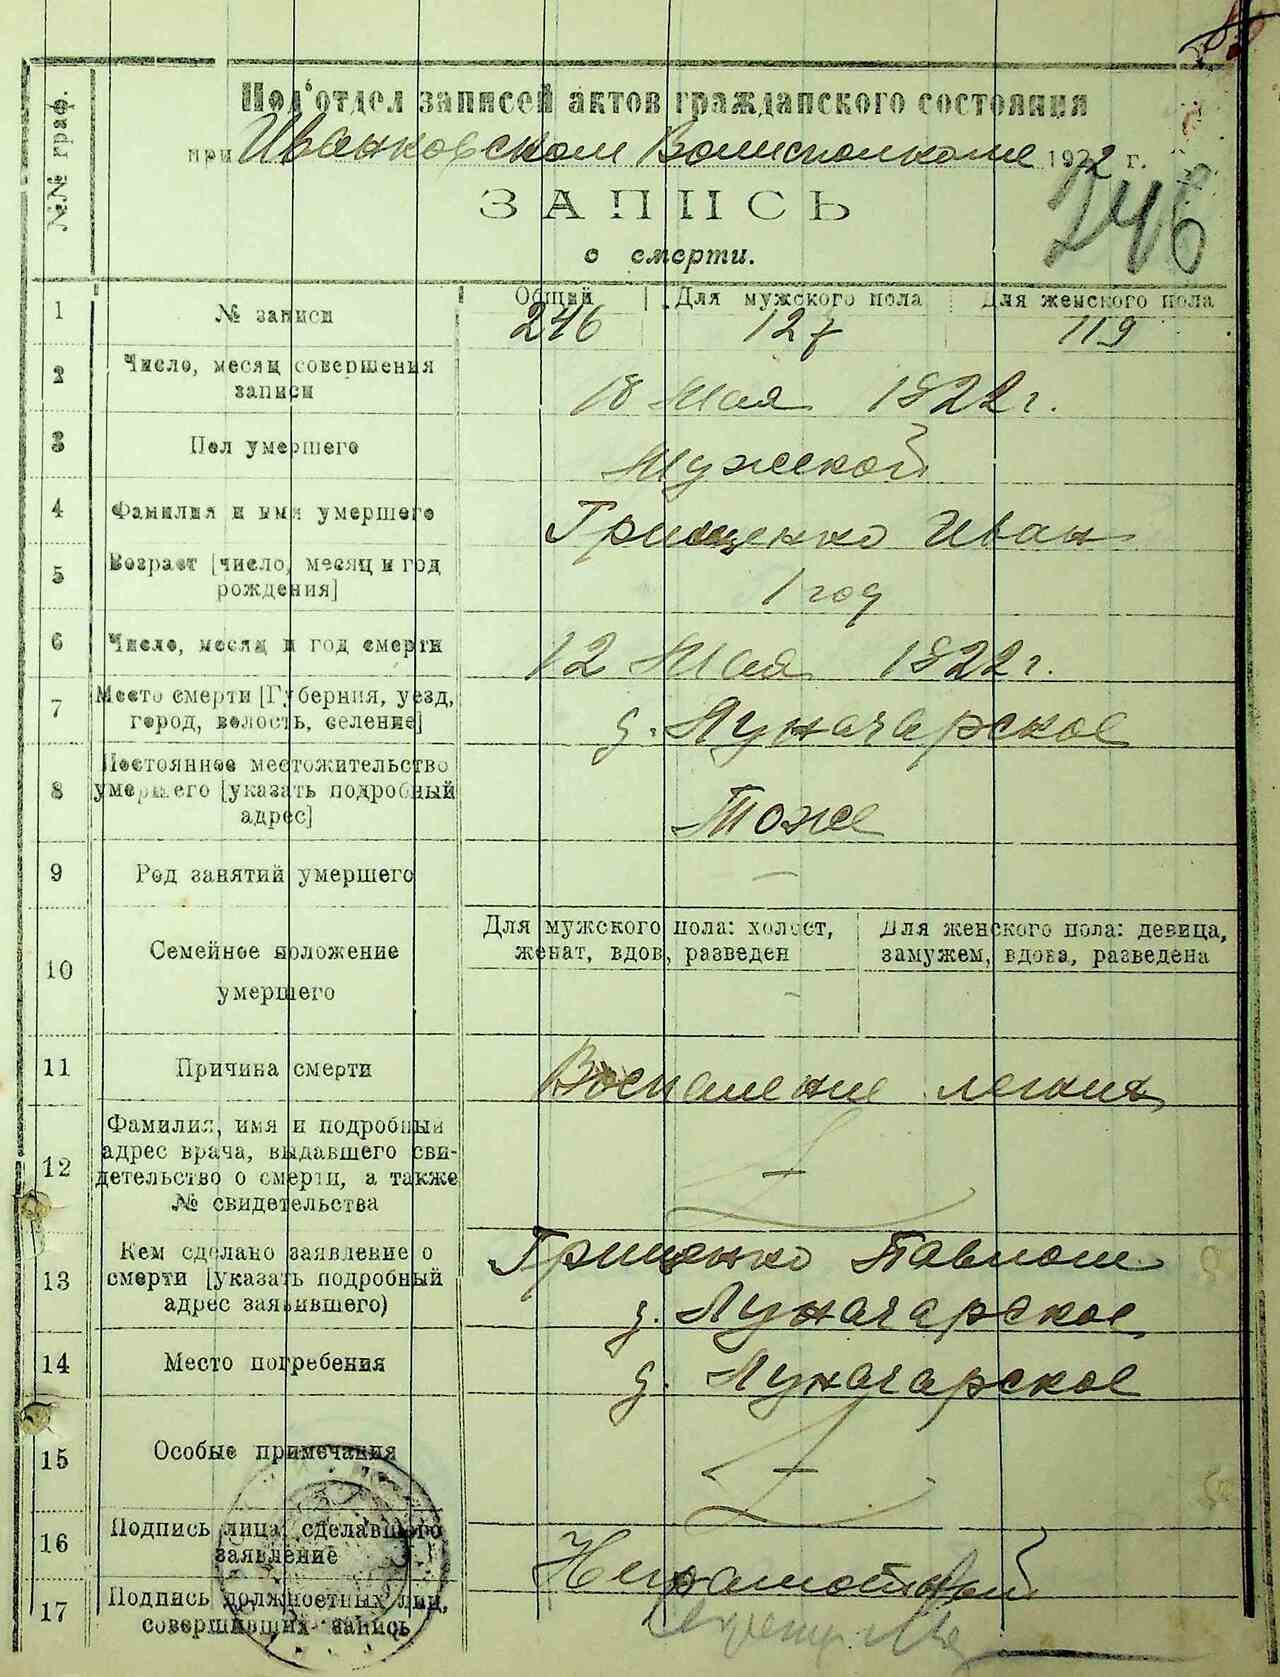 №№ граф.
Под'отдел записей актов гражданского состояния
при Иванковском Волисполкоме 1922 г.
246
ЗАПИСЬ
о смерти.
1 № записи Общий Для мужского пола Для женского пола
246 127 119
2 Число, месяц совершения
записи 18 Мая 1922 г.
3 Пол умершего Мужской
4 Фамилия и имя умершего Грищенко Иван
5 Возраст [число, месяц и год
рождения] 1 год
6 Число, месяц и год смерти 12 Мая 1922 г.
7 Место смерти [Губерния, уезд,
город, волость, селение] д. Луначарское
8 Постоянное местожительство
умершего [указать подробный
адрес] Тоже
9 Род занятий умершего —
10 Семейное положение
умершего
Для мужского пола: холост,
женат, вдов, разведен
Для женского пола: девица,
замужем, вдова, разведена
—
11 Причина смерти Воспаление легких
12 Фамилия, имя и подробный
адрес врача, выдавшего сви-
детельство о смерти, а также
№ свидетельства
13 Кем сделано заявление о
смерти [указать подробный
адрес заявившего)
Грищенко Павлом
д. Луначарское
14 Место погребения д. Луначарское
15 Особые примечания
16 Подпись лица, сделавшего
заявление Неграмотный
17 Подпись должностных лиц,
совершивших запись